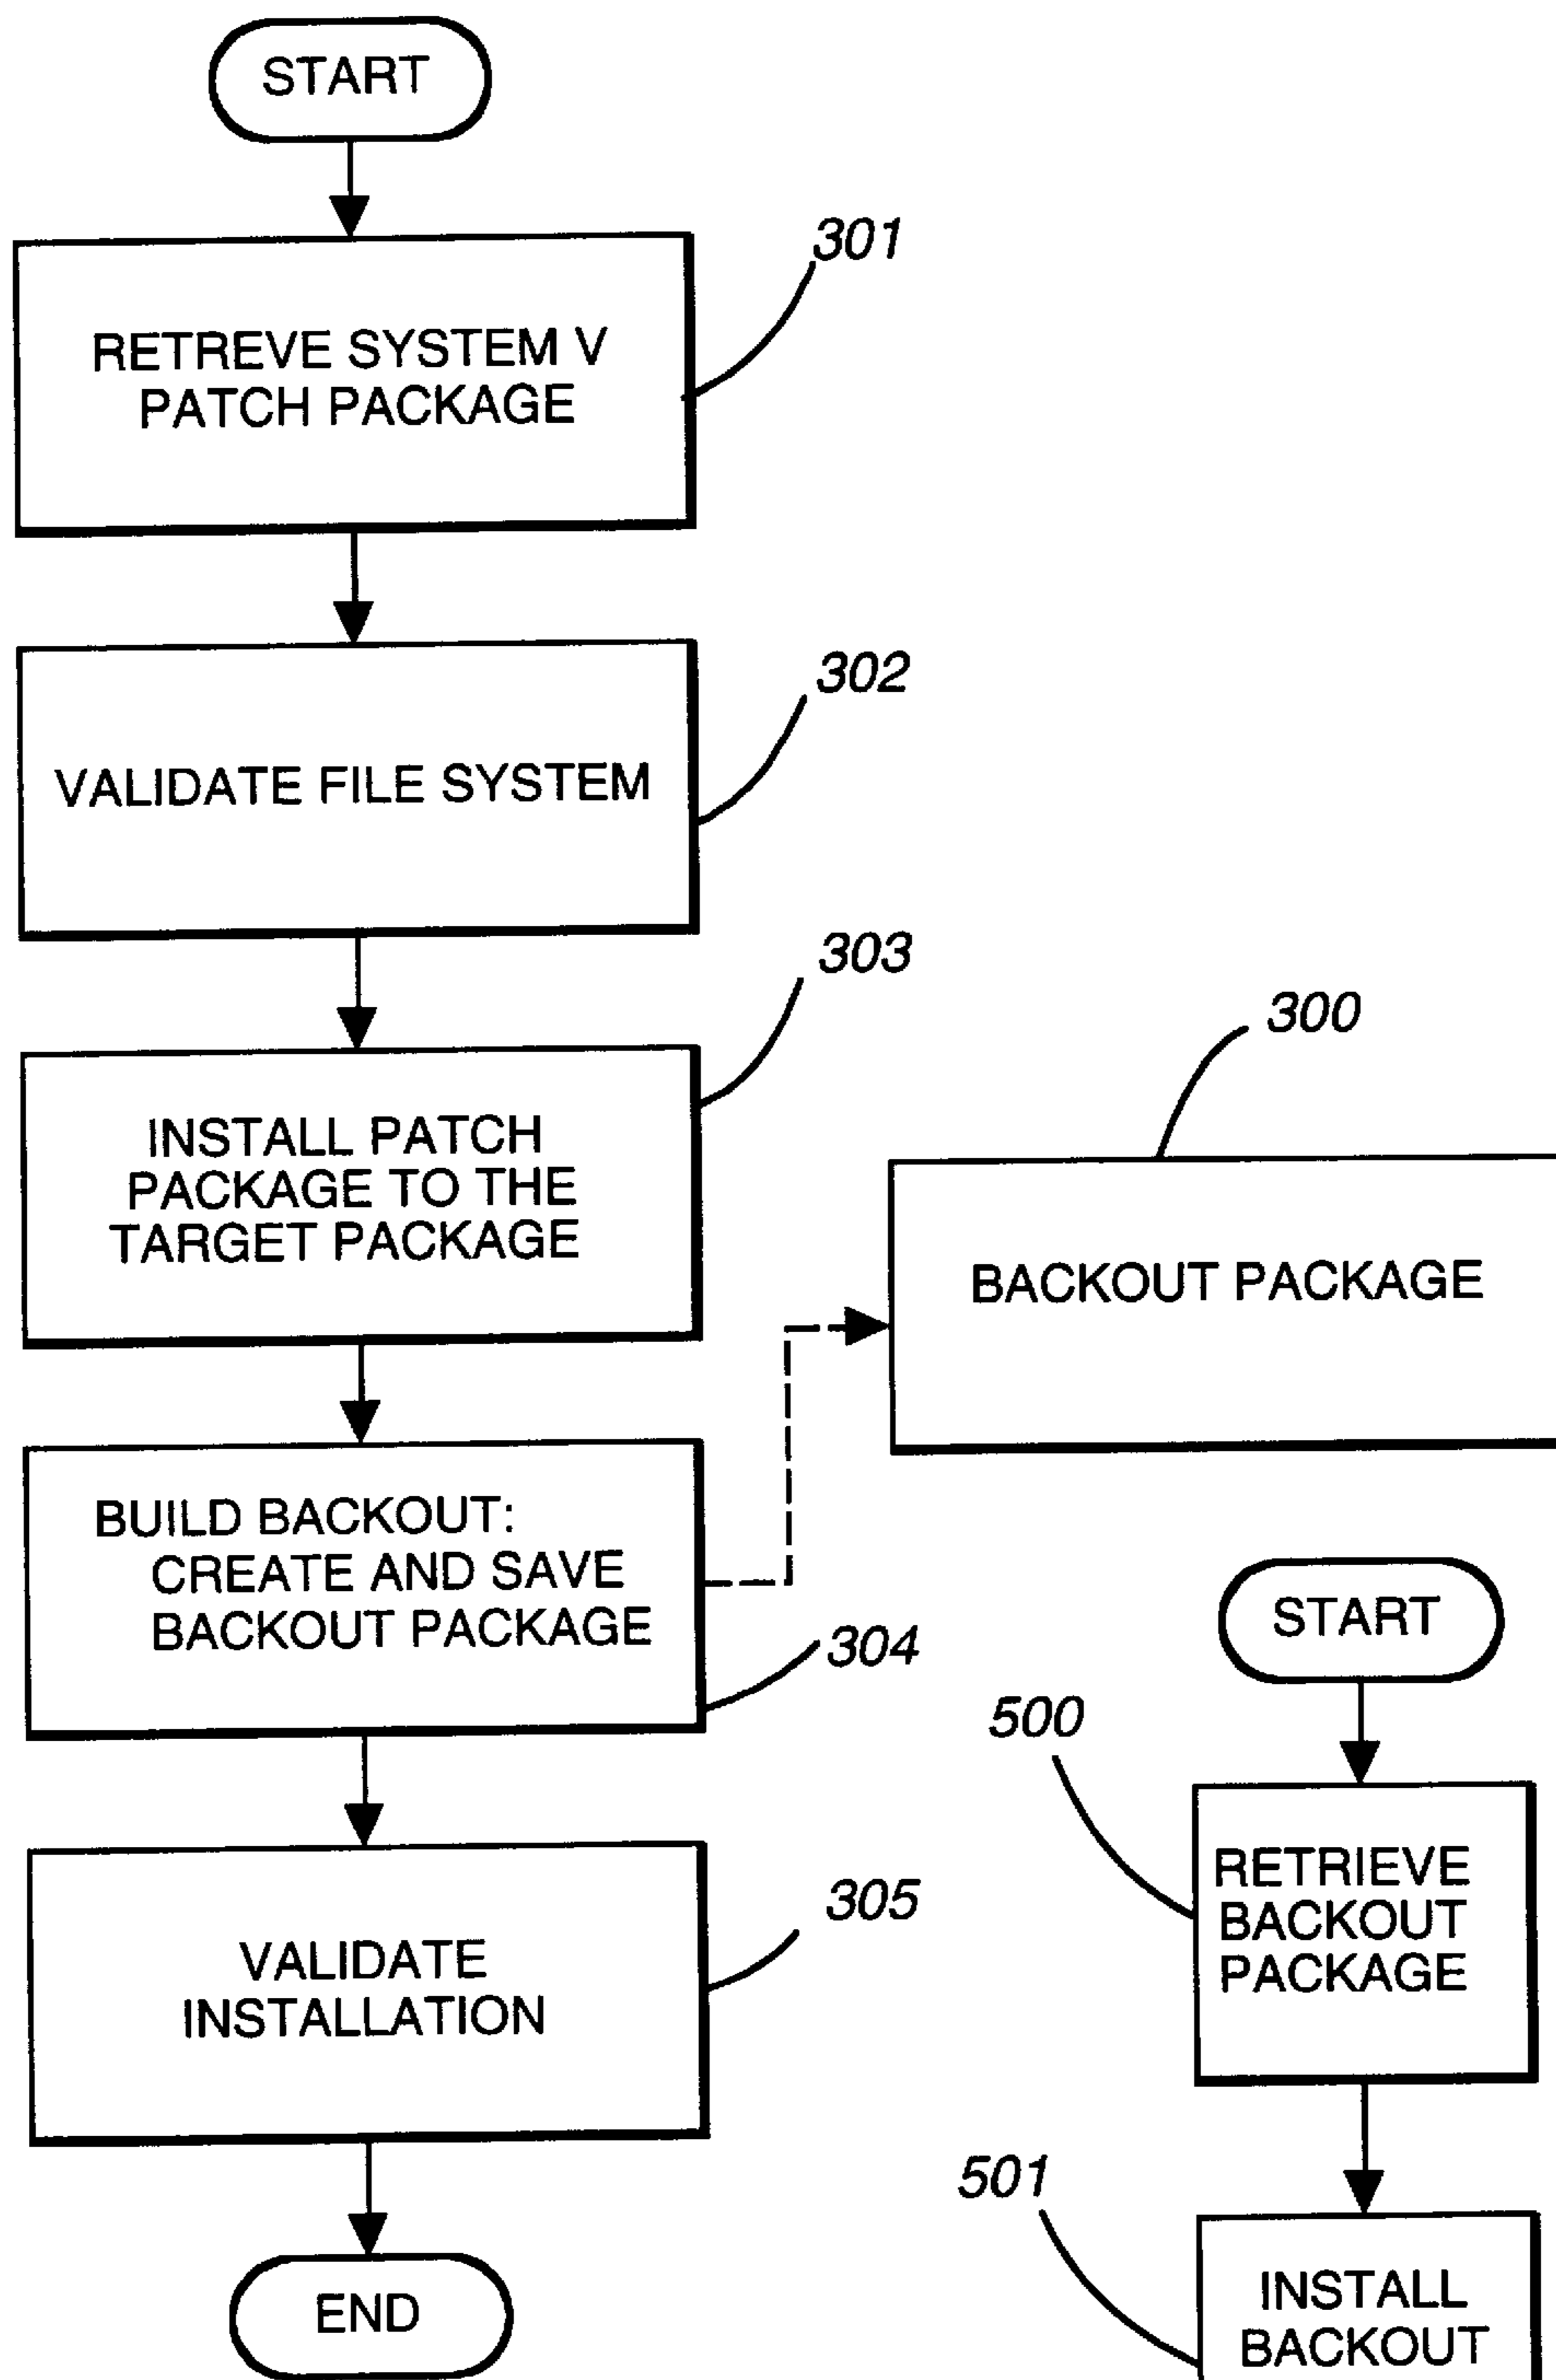 START
301
RETREVE SYSTEM V
PATCH PACKAGE
302
VALIDATE FILE SYSTEM
303
INSTALL PATCH
PACKAGE TO THE
TARGET PACKAGE
300
BACKOUT PACKAGE
BUILD BACKOUT:
CREATE AND SAVE
BACKOUT PACKAGE
304
305
VALIDATE
INSTALLATION
END
START
500
RETRIEVE
BACKOUT
PACKAGE
501
INSTALL
BACKOUT